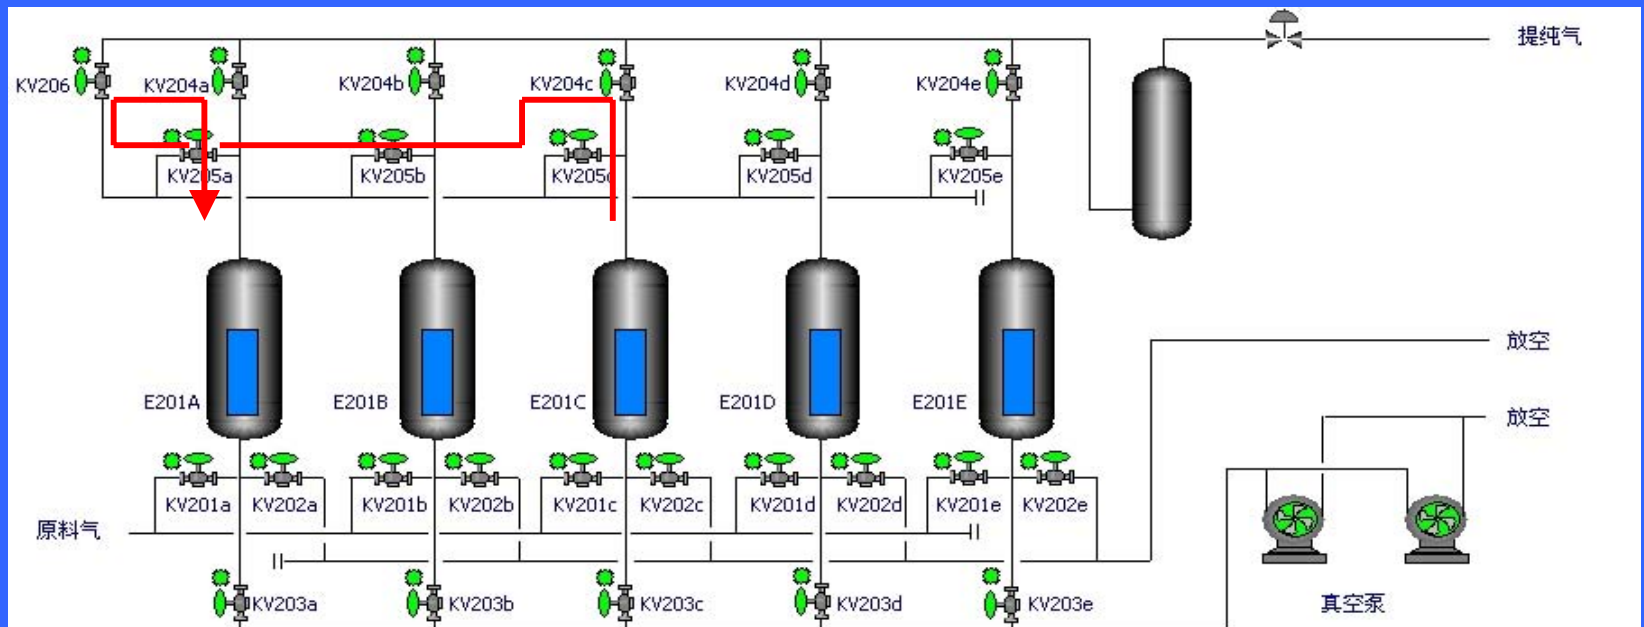 提纯气
KV206
KV204a
KV204b
KV204c
KV204d
KV204e
KV205a
KV205b
KV205c
KV205d
KV205e
放空
E201A
E201B
E201C
E201D
E201E
放空
KV201a
KV202a
KV201b
KV202b
KV201c
KV202c
KV201d
KV202d
KV201e
KV202e
原料气
KV203a
KV203b
KV203c
KV203d
KV203e
真空泵